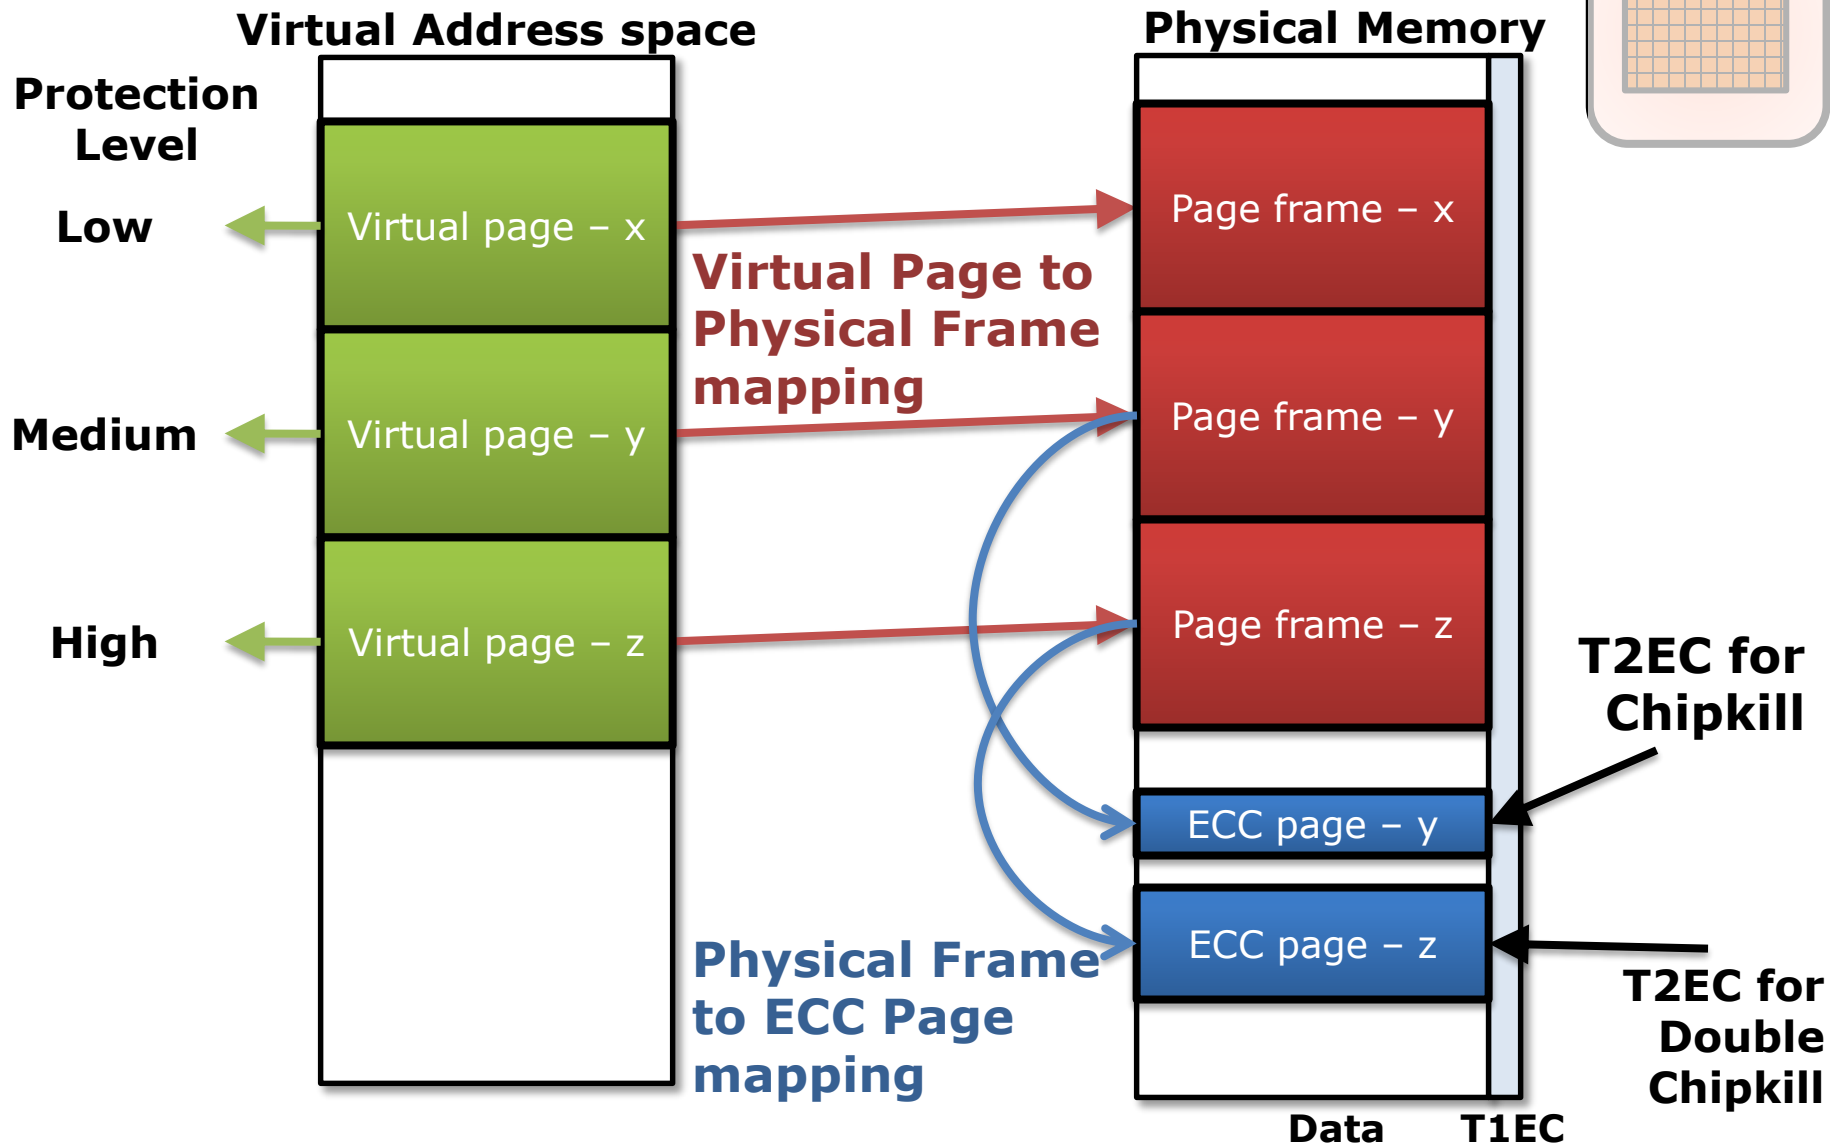 Virtual Address space
Physical Memory
Protection
Level
Low
Virtual page – x
Page frame – x
Virtual Page to
Physical Frame
mapping
Medium
Virtual page – y
Page frame – y
High
Virtual page – z
Page frame – z
T2EC for
Chipkill
ECC page – y
ECC page – z
Physical Frame
to ECC Page
mapping
T2EC for
Double
Chipkill
Data
T1EC